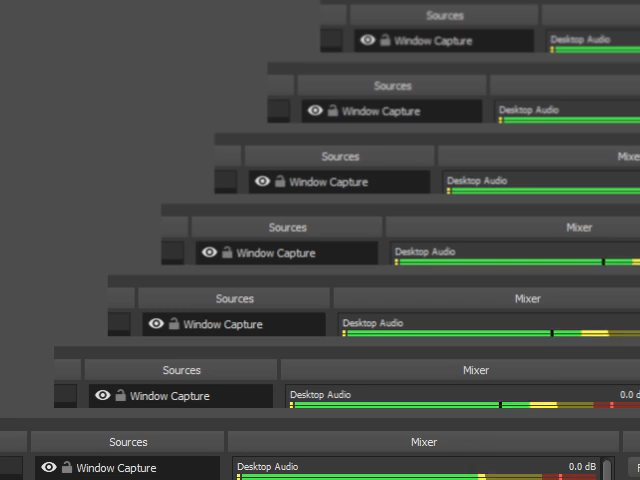 Sources
Window Capture Desktop Audio
Sources
Window Capture Desktop Audio
Sources Mixe
Window Capture Desktop Audio
Sources Mixer
Window Capture Desktop Audio
Sources Mixer
Window Capture Desktop Audio
Sources Mixer
Window Capture Desktop Audio 0.0 d
Sources Mixer
Window Capture Desktop Audio 0.0 dB